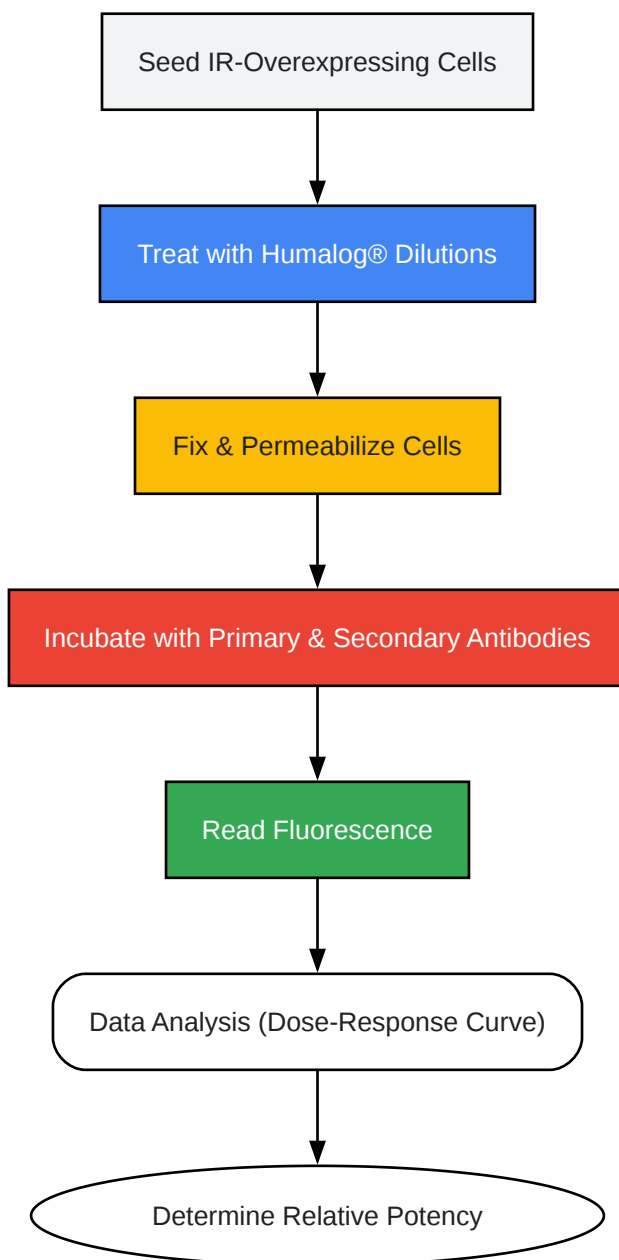 Seed IR-Overexpressing Cells
Treat with Humalog® Dilutions
Fix & Permeabilize Cells
Incubate with Primary & Secondary Antibodies
Read Fluorescence
Data Analysis (Dose-Response Curve)
Determine Relative Potency